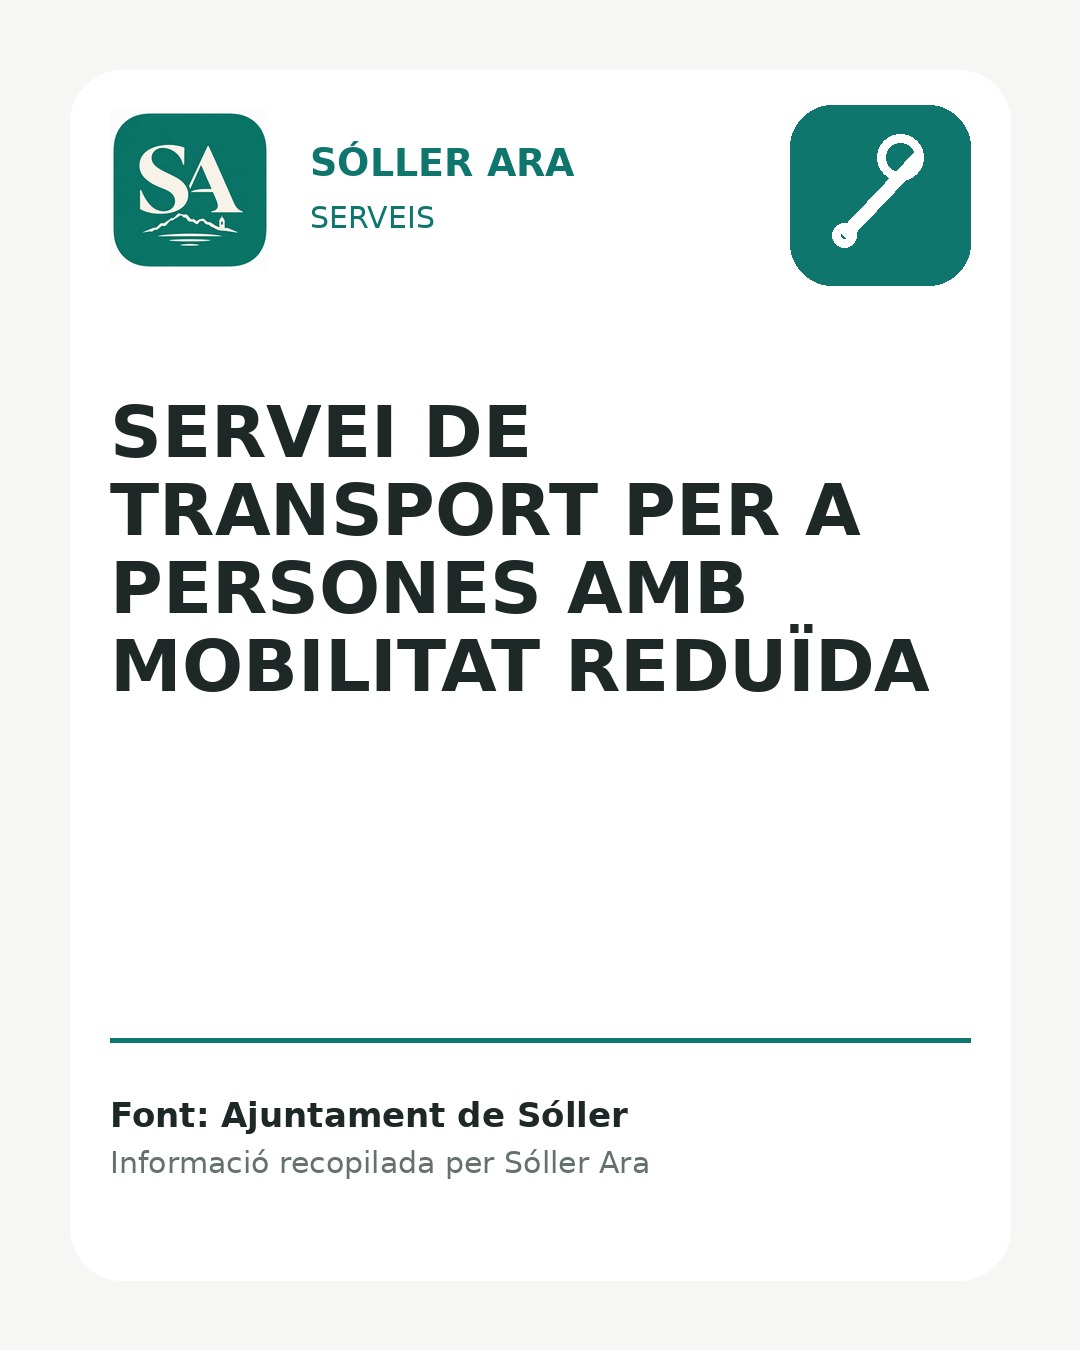 SA
SÓLLER ARA
SERVEIS
SERVEI DE
TRANSPORT PER A
PERSONES AMB
MOBILITAT REDUÏDA
Font: Ajuntament de Sóller
Informació recopilada per Sóller Ara